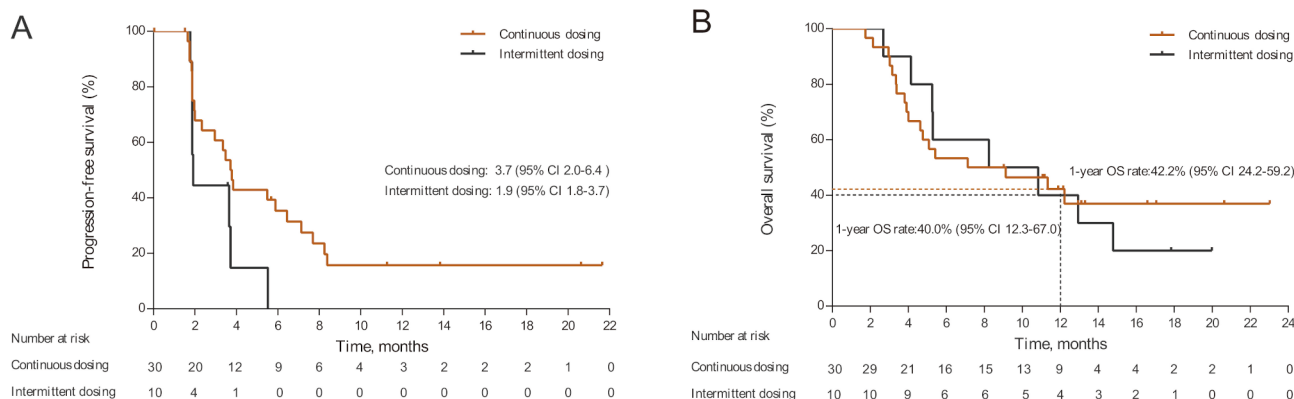 A
Continuous dosing
Intermittent dosing
Progression-free survival (%)
100
80
60
40
20
0
Continuous dosing: 3.7 (95% CI 2.0-6.4 )
Intermittent dosing: 1.9 (95% CI 1.8-3.7)
0 2 4 6 8 10 12 14 16 18 20 22
Time, months
Number at risk
Continuous dosing 30 20 12 9 6 4 3 2 2 2 1 0
Intermittent dosing 10 4 1 0 0 0 0 0 0 0 0 0
B
Continuous dosing
Intermittent dosing
Overall survival (%)
100
80
60
40
20
0
1-year OS rate:42.2% (95% CI 24.2-59.2)
1-year OS rate:40.0% (95% CI 12.3-67.0)
0 2 4 6 8 10 12 14 16 18 20 22 24
Time, months
Number at risk
Continuous dosing 30 29 21 16 15 13 9 4 4 2 2 1 0
Intermittent dosing 10 10 9 6 6 5 4 3 2 1 0 0 0